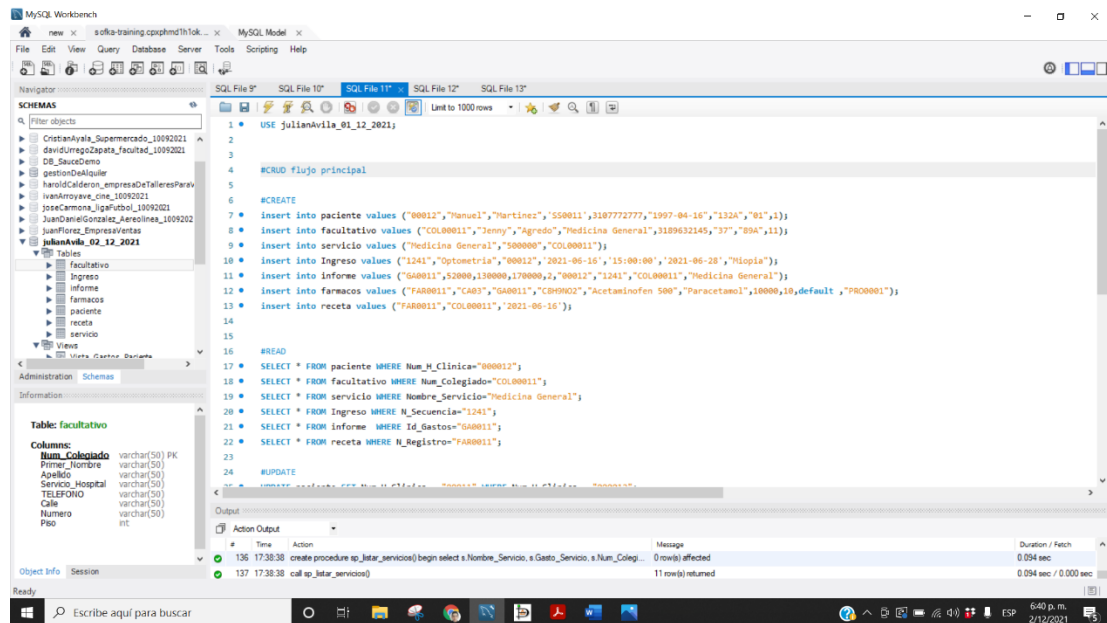 MySQL Workbench
new × sofka-training.cpxphmd1h1ok... × MySQL Model ×
File Edit View Query Database Server Tools Scripting Help
Navigator
SQL File 9* SQL File 10* SQL File 11* × SQL File 12* SQL File 13*
SCHEMAS
Limit to 1000 rows
Filter objects
CristianAyala_Supermercado_10092021
davidUrregoZapata_facultad_10092021
DB_SauceDemo
gestionDeAlquiler
haroldCalderon_empresaDeTalleresParaV
ivanArroyave_cine_10092021
joseCarmona_ligaFutbol_10092021
JuanDanielGonzalez_Aereolinea_1009202
juanFlorez_EmpresaVentas
julianAvila_02_12_2021
Tables
facultativo
Ingreso
informe
farmacos
paciente
receta
servicio
Views
Vista_Gastos_Paciente
Administration Schemas
Information
Table: facultativo
Columns:
Num_Colegiado varchar(50) PK
Primer_Nombre varchar(50)
Apellido varchar(50)
Servicio_Hospital varchar(50)
TELEFONO varchar(50)
Calle varchar(50)
Numero varchar(50)
Piso int
Object Info Session
1 USE julianAvila_01_12_2021;
2
3
4 #CRUD flujo principal
5
6 #CREATE
7 insert into paciente values ("00012","Manuel","Martinez",'SS0011',3107772777,"1997-04-16","132A","01",1);
8 insert into facultativo values ("COL00011","Jenny","Agredo","Medicina General",3189632145,"37","89A",11);
9 insert into servicio values ("Medicina General","500000","COL00011");
10 insert into Ingreso values ("1241","Optometria","00012",'2021-06-16','15:00:00','2021-06-28',"Miopia");
11 insert into informe values ("GA0011",52000,130000,170000,2,"00012","1241","COL00011","Medicina General");
12 insert into farmacos values ("FAR0011","CA03","GA0011","C8H9NO2","Acetaminofen 500","Paracetamol",10000,10,default ,"PRO0001");
13 insert into receta values ("FAR0011","COL00011",'2021-06-16');
14
15
16 #READ
17 SELECT * FROM paciente WHERE Num_H_Clinica="000012";
18 SELECT * FROM facultativo WHERE Num_Colegiado="COL00011";
19 SELECT * FROM servicio WHERE Nombre_Servicio="Medicina General";
20 SELECT * FROM Ingreso WHERE N_Secuencia="1241";
21 SELECT * FROM informe WHERE Id_Gastos="GA0011";
22 SELECT * FROM receta WHERE N_Registro="FAR0011";
23
24 #UPDATE
Output
Action Output
# Time Action Message Duration / Fetch
136 17:38:38 create procedure sp_listar_servicios() begin select s.Nombre_Servicio, s.Gasto_Servicio, s.Num_Colegi... 0 row(s) affected 0.094 sec
137 17:38:38 call sp_listar_servicios() 11 row(s) returned 0.094 sec / 0.000 sec
Ready
Escribe aquí para buscar
ESP
6:40 p. m.
2/12/2021